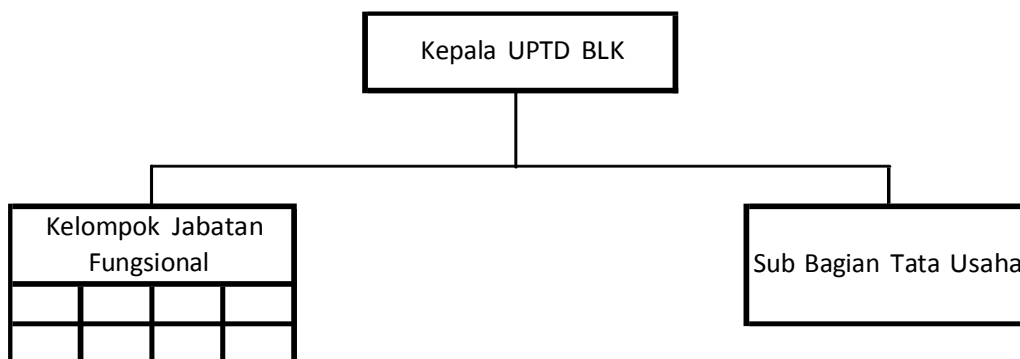 Kepala UPTD BLK
Kelompok Jabatan
Fungsional
Sub Bagian Tata Usaha